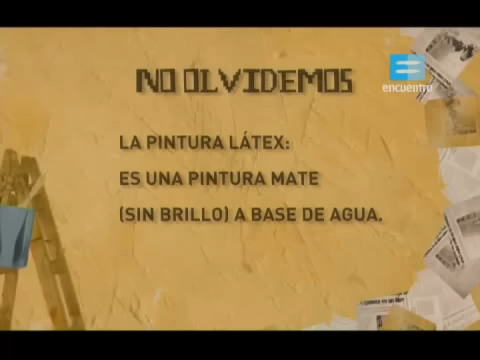 NO OLVIDEMOS
encuentro
LA PINTURA LÁTEX:
ES UNA PINTURA MATE
(SIN BRILLO) A BASE DE AGUA.